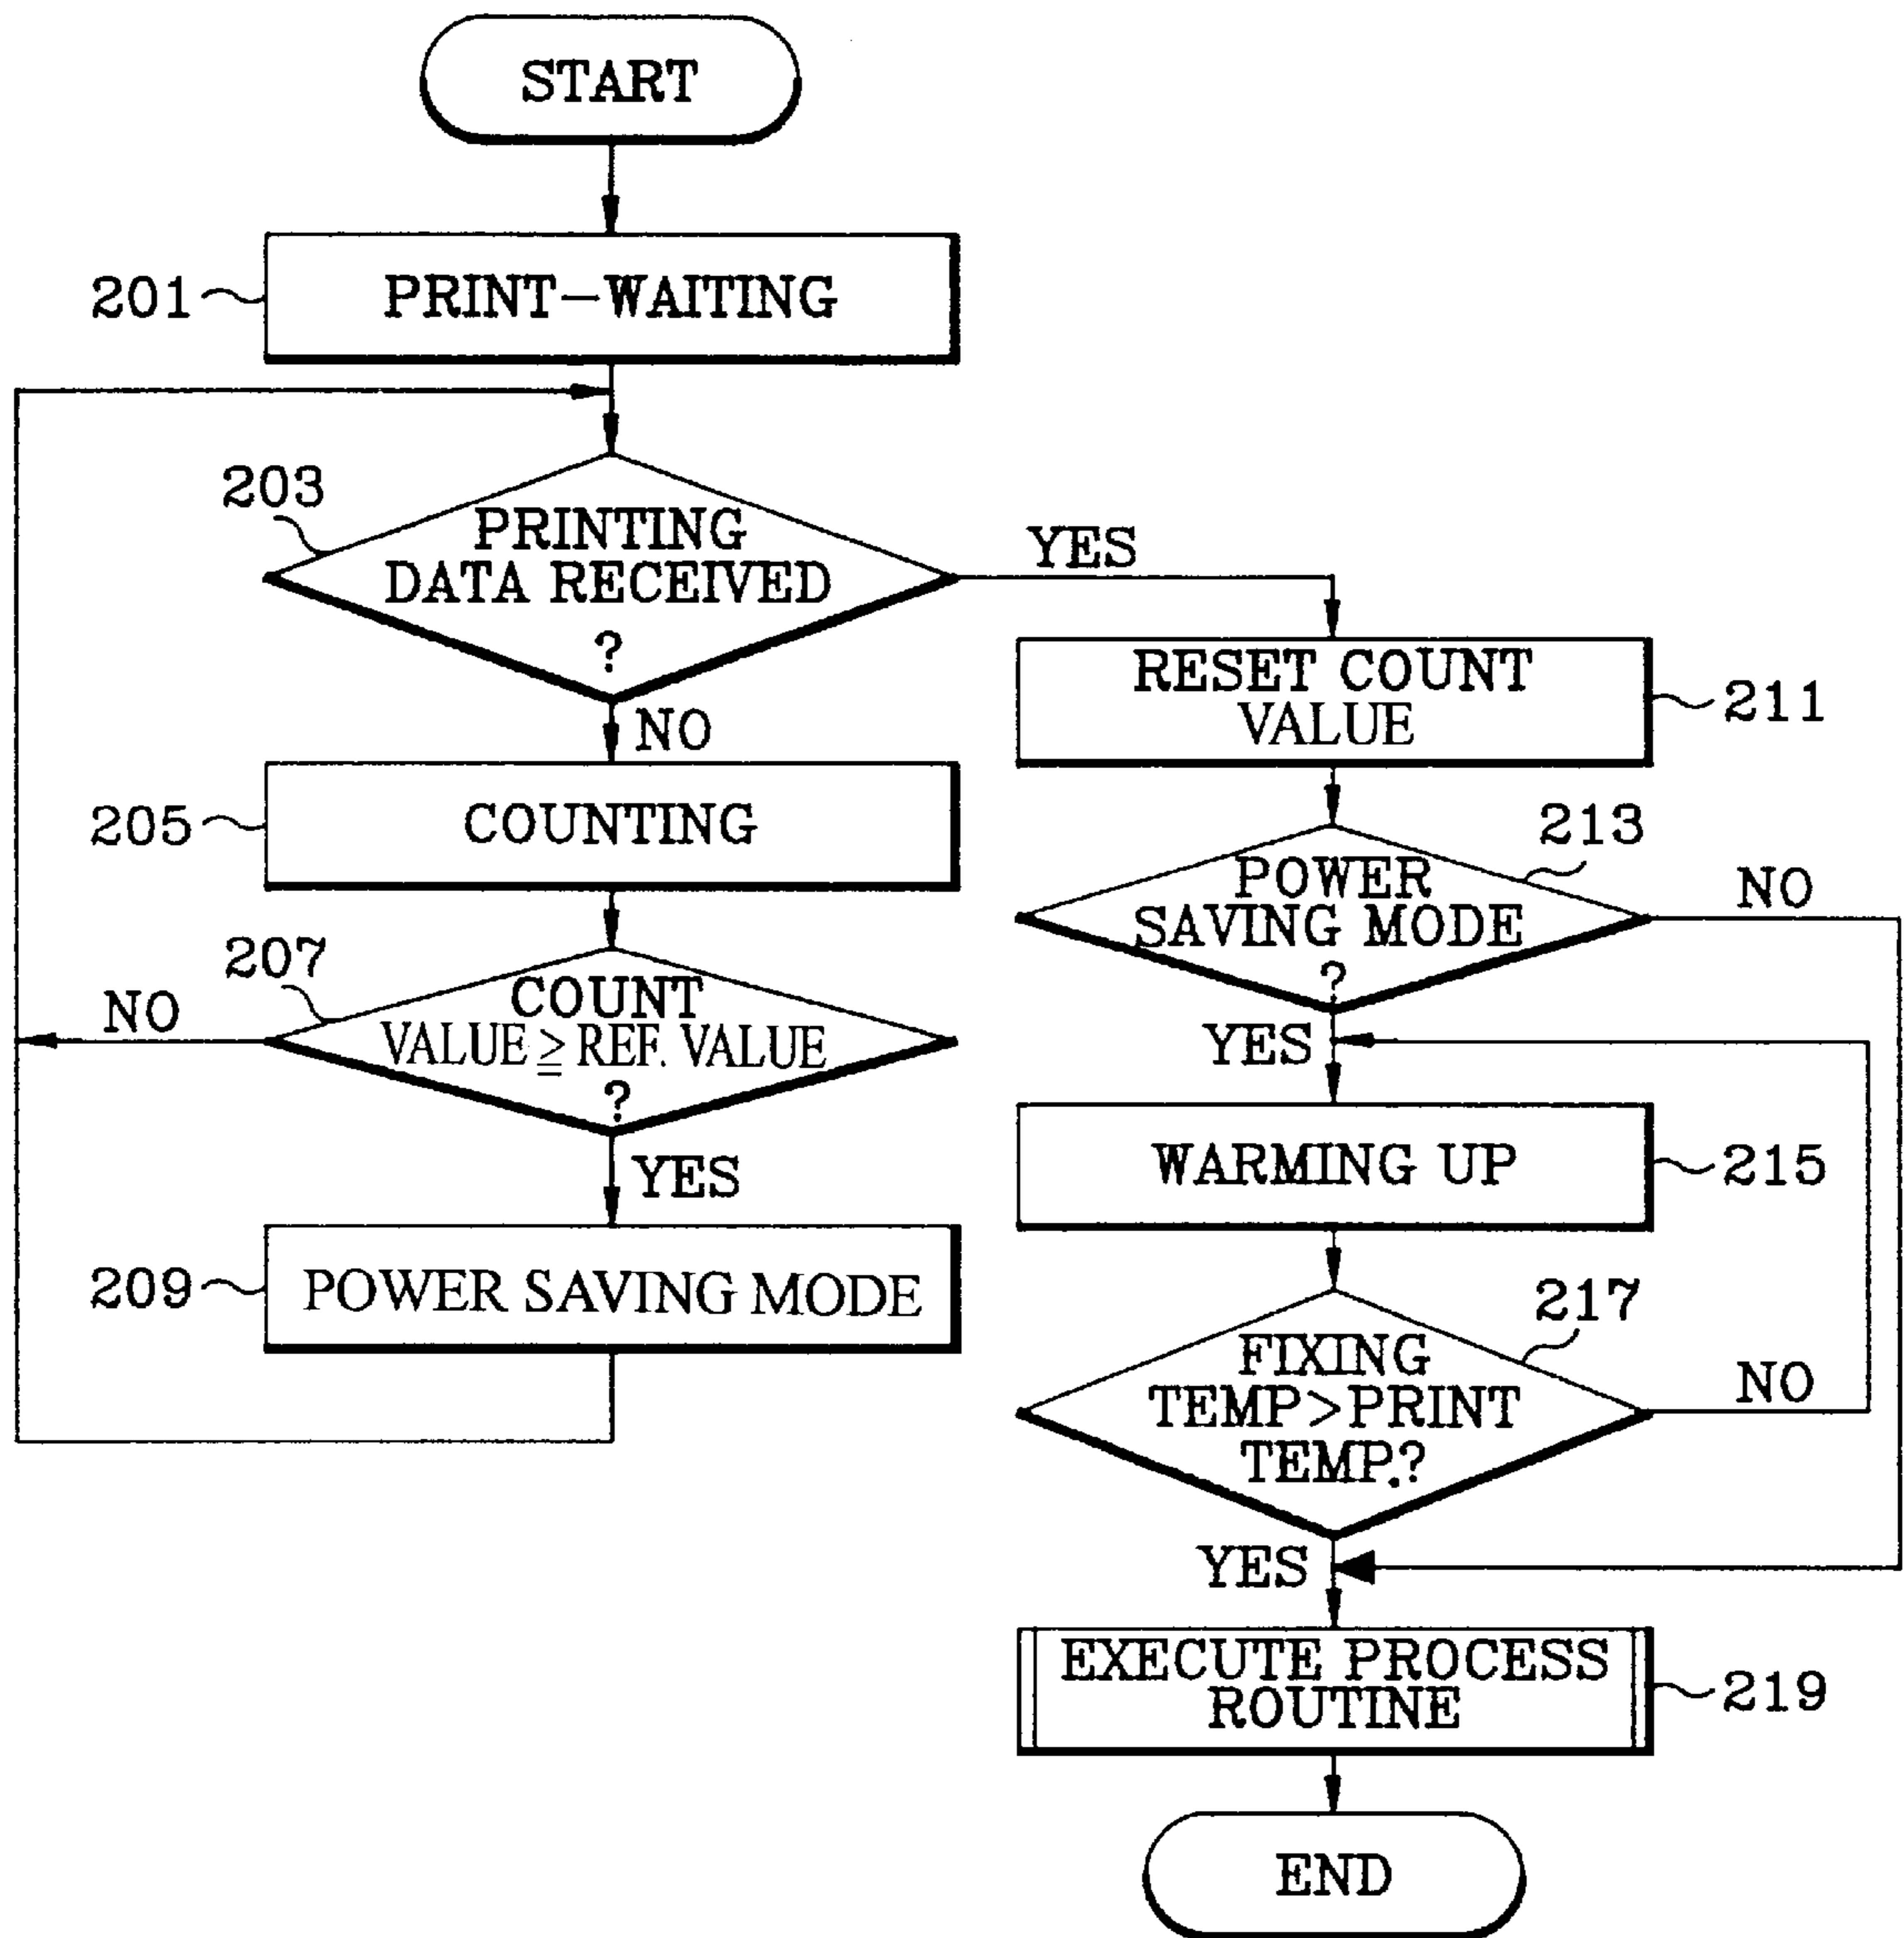 START
201
PRINT-WAITING
203
PRINTING
DATA RECEIVED
?
YES
NO
205
COUNTING
207
COUNT
VALUE ≧ REF. VALUE
?
NO
YES
209
POWER SAVING MODE
RESET COUNT
VALUE
211
213
POWER
SAVING MODE
?
NO
YES
WARMING UP
215
217
FIXING
TEMP>PRINT
TEMP.?
NO
YES
EXECUTE PROCESS
ROUTINE
219
END